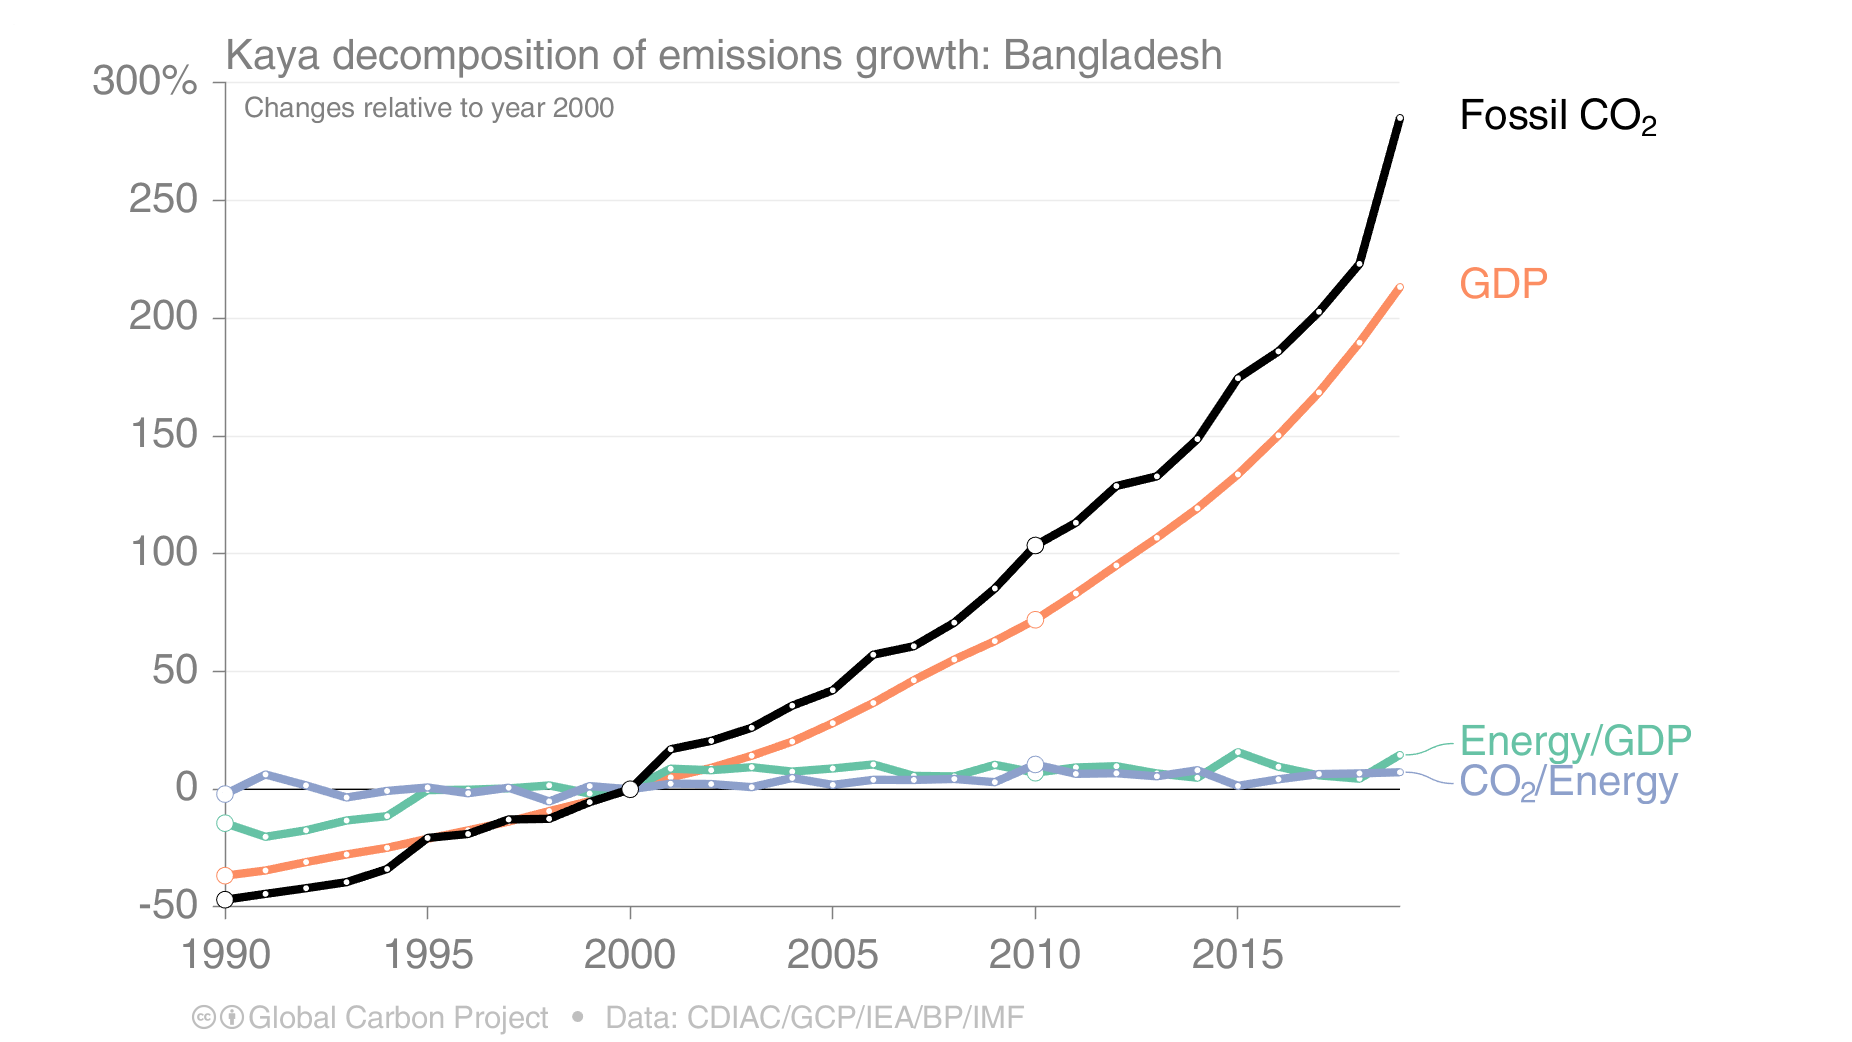 Kaya decomposition of emissions growth: Bangladesh
Changes relative to year 2000
300%
250
200
150
100
50
0
-50
1990 1995 2000 2005 2010 2015
Fossil CO₂
GDP
Energy/GDP
CO₂/Energy
cc Global Carbon Project • Data: CDIAC/GCP/IEA/BP/IMF